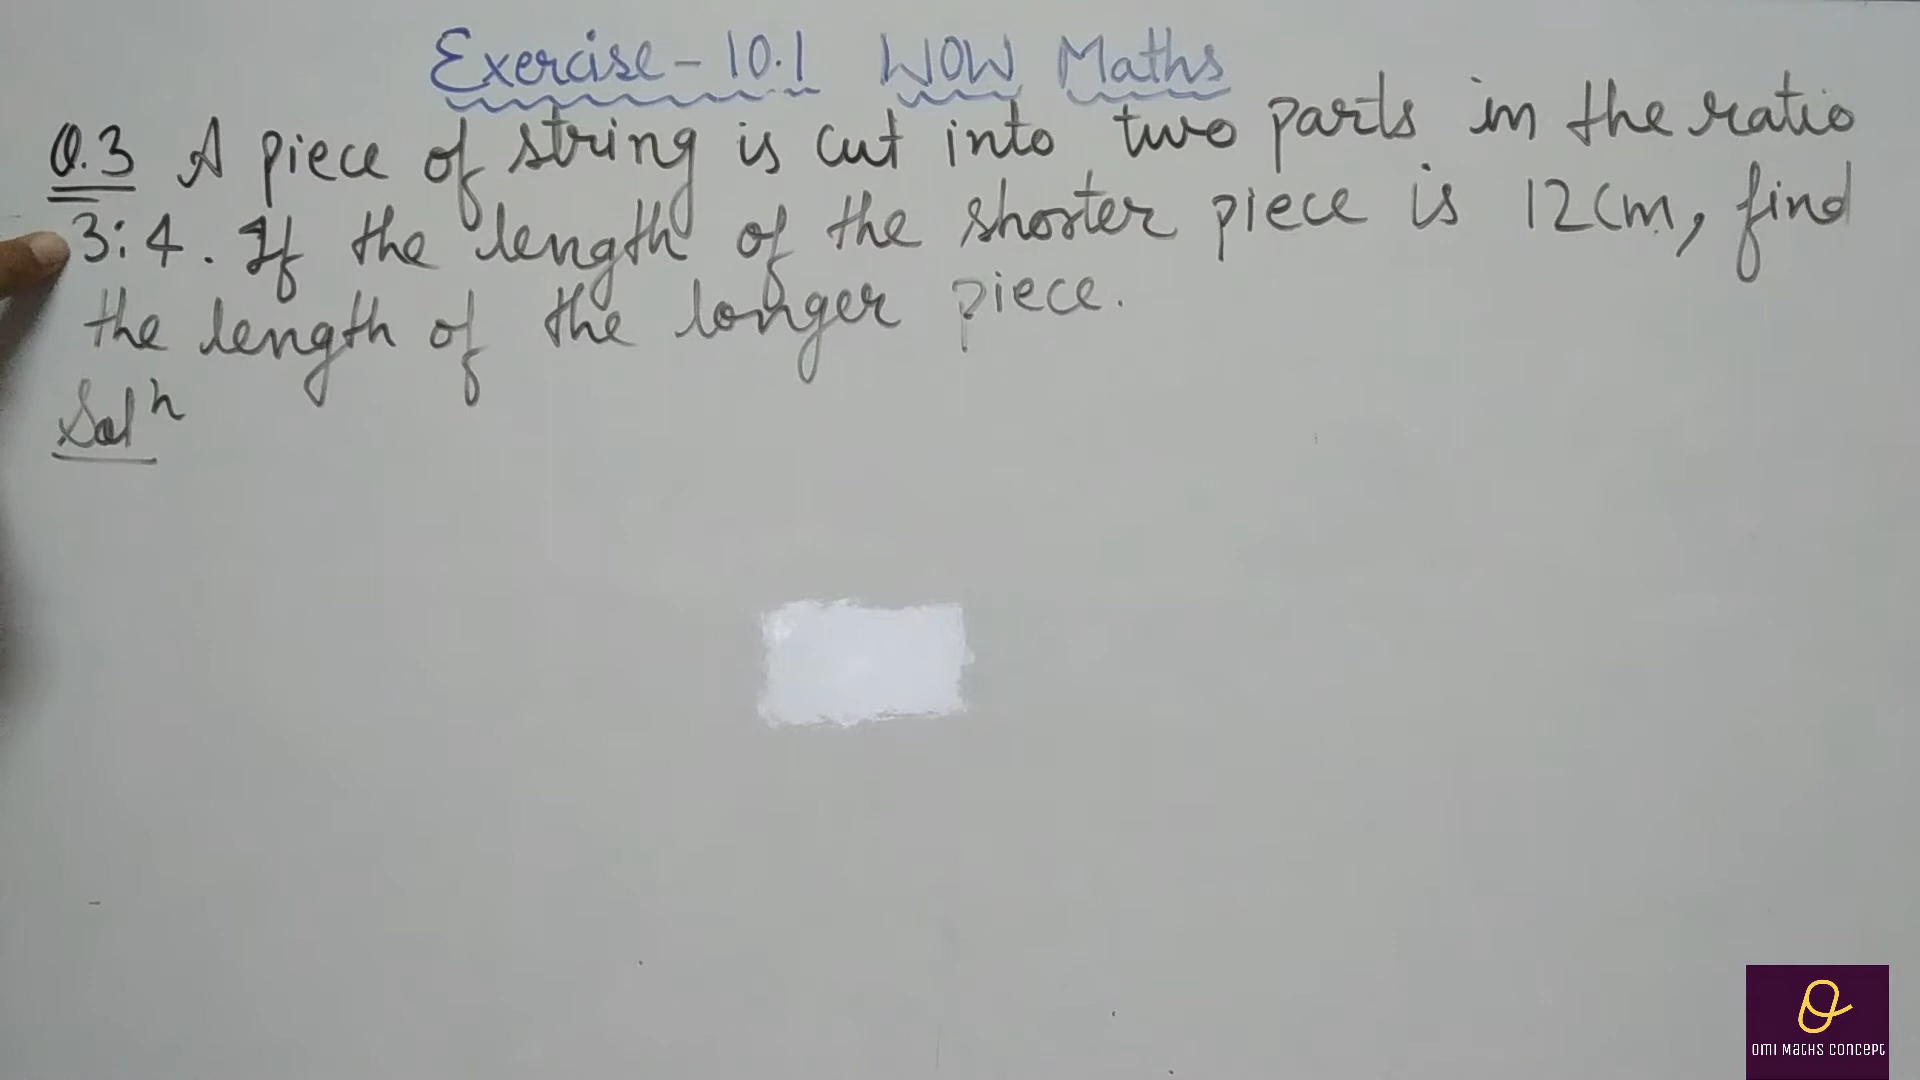 Exercise - 10.1 WOW Maths
Q.3 A piece of string is cut into two parts in the ratio
3:4. If the length of the shorter piece is 12cm, find
the length of the longer piece.
Solⁿ
OMI MATHS CONCEPT